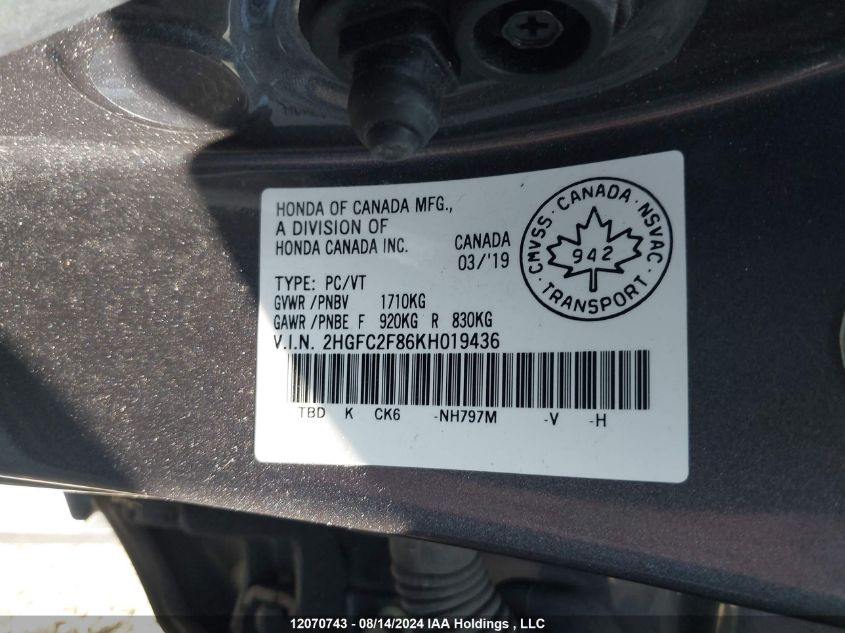 HONDA OF CANADA MFG.,
A DIVISION OF
HONDA CANADA INC.
CANADA
03/'19
CMVSS · CANADA · NSVAC
942
· TRANSPORT ·
TYPE: PC/VT
GVWR /PNBV 1710KG
GAWR /PNBE F 920KG R 830KG
V.I.N. 2HGFC2F86KH019436
TBD K CK6 -NH797M -V -H
12070743 - 08/14/2024 IAA Holdings , LLC